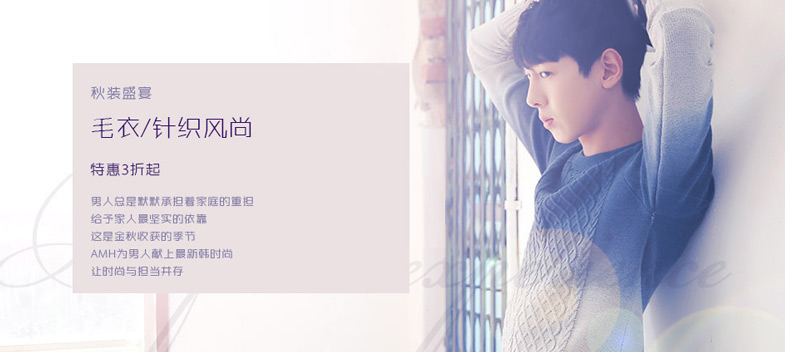 秋装盛宴
毛衣/针织风尚
特惠3折起
男人总是默默承担着家庭的重担
给予家人最坚实的依靠
这是金秋收获的季节
AMH为男人献上最新韩时尚
让时尚与担当并存